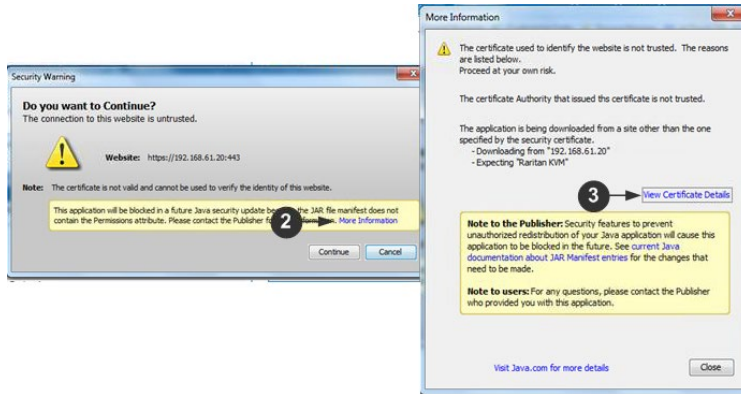 Security Warning
Do you want to Continue?
The connection to this website is untrusted.
Website: https://192.168.61.20:443
Note: The certificate is not valid and cannot be used to verify the identity of this website.
This application will be blocked in a future Java security update because the JAR file manifest does not
contain the Permissions attribute. Please contact the Publisher for more information. More Information
2
Continue
Cancel
More Information
The certificate used to identify the website is not trusted. The reasons
are listed below.
Proceed at your own risk.
The certificate Authority that issued ths certificate is not trusted.
The application is being downloaded from a site other than the one
specified by the security certificate.
- Downloading from "192.168.61.20"
- Expecting "Raritan KVM"
3
View Certificate Details
Note to the Publisher: Security features to prevent
unauthorized redistribution of your Java application will cause this
application to be blocked in the future. See current Java
documentation about JAR Manifest entries for the changes that
need to be made.
Note to users: For any questions, please contact the Publisher
who provided you with this application.
Visit Java.com for more details
Close